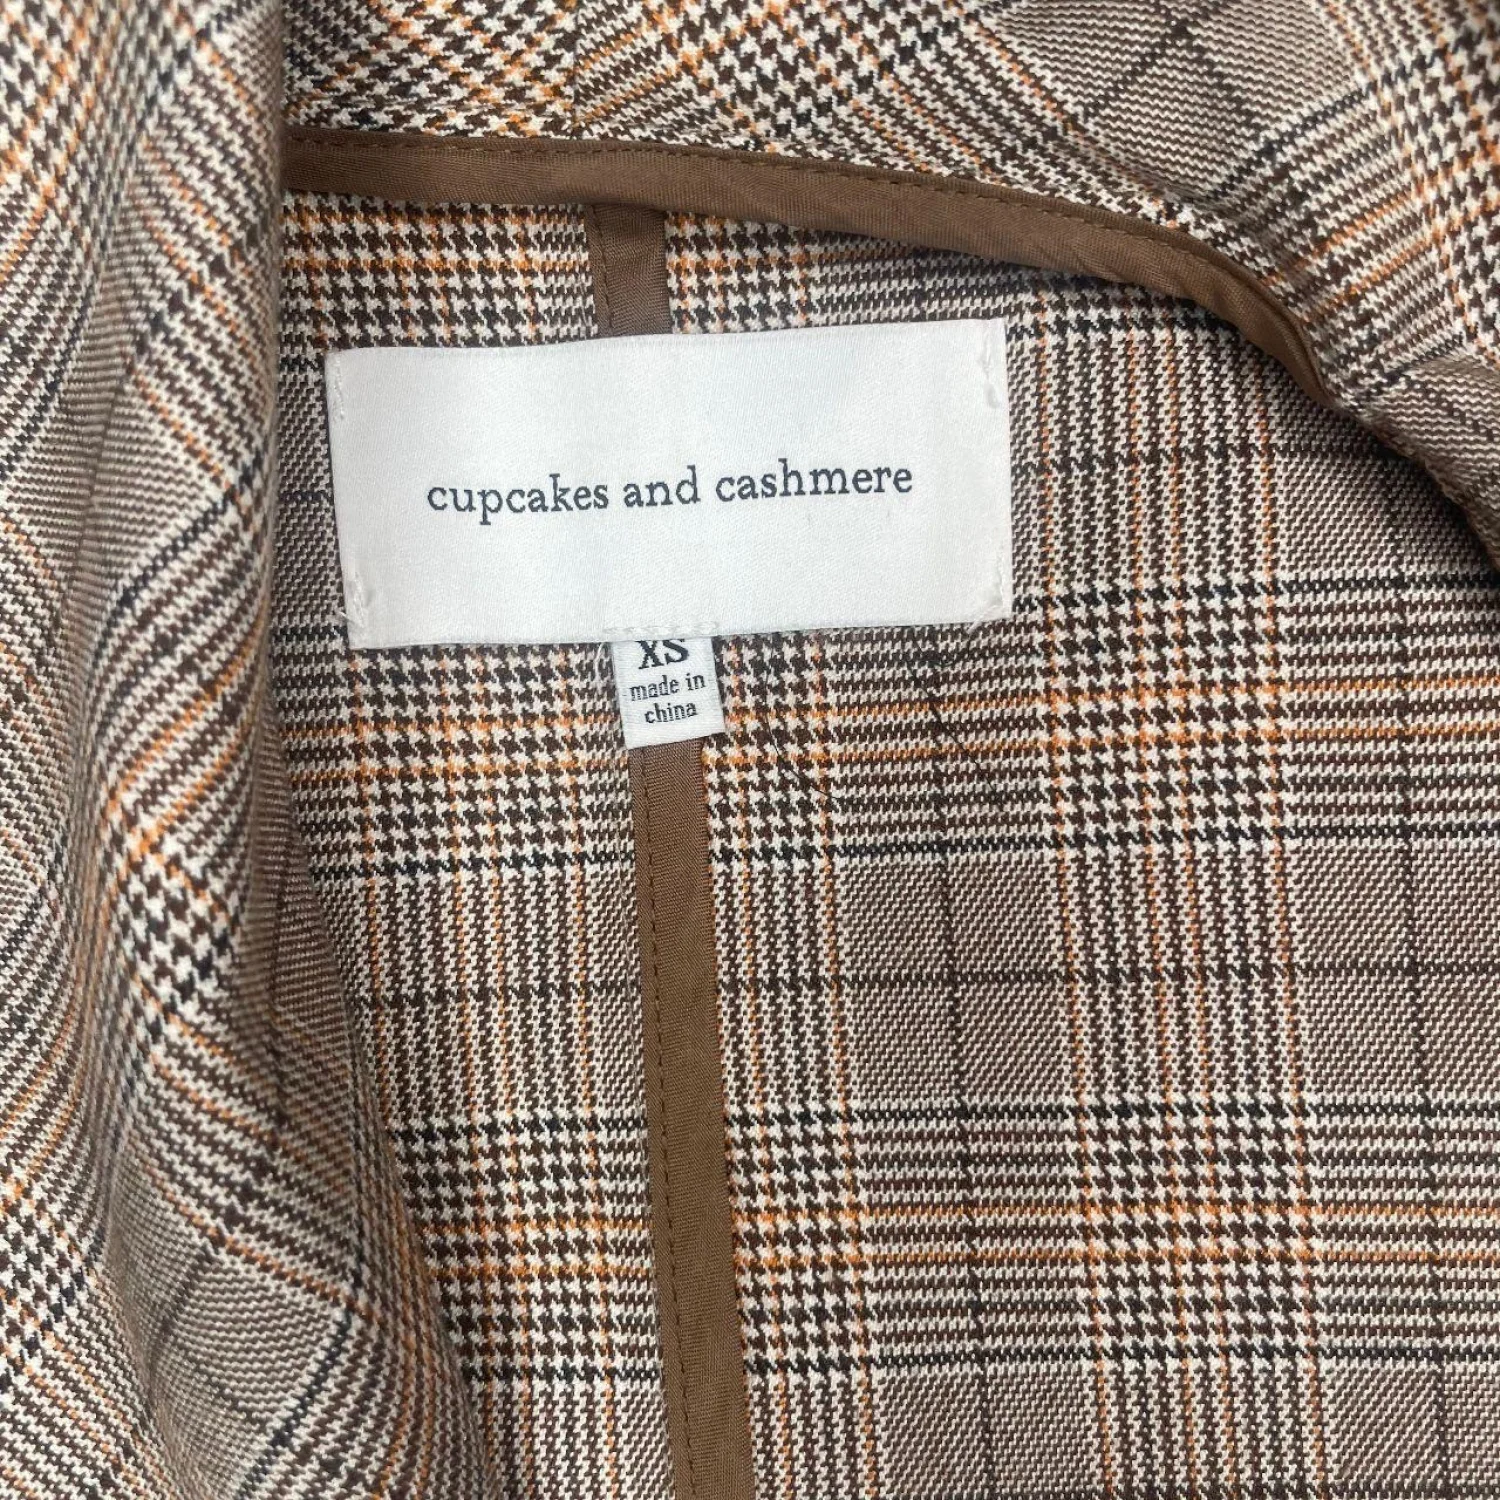 cupcakes and cashmere
XS
made in
china